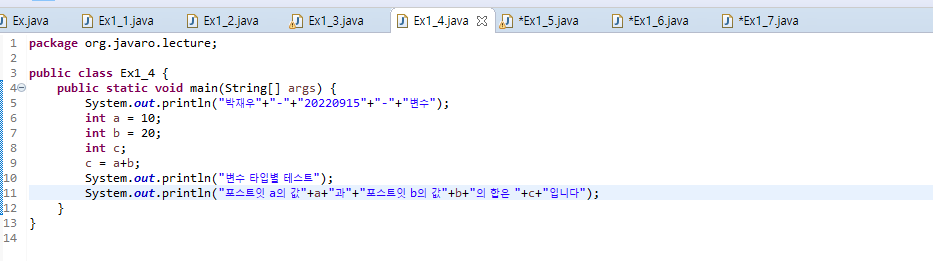 Ex.java Ex1_1.java Ex1_2.java Ex1_3.java Ex1_4.java *Ex1_5.java *Ex1_6.java *Ex1_7.java
1 package org.javaro.lecture;
2
3 public class Ex1_4 {
4 public static void main(String[] args) {
5 System.out.println("박재우"+"-"+"20220915"+"-"+"변수");
6 int a = 10;
7 int b = 20;
8 int c;
9 c = a+b;
10 System.out.println("변수 타입별 테스트");
11 System.out.println("포스트잇 a의 값"+a+"과"+"포스트잇 b의 값"+b+"의 합은 "+c+"입니다");
12 }
13 }
14